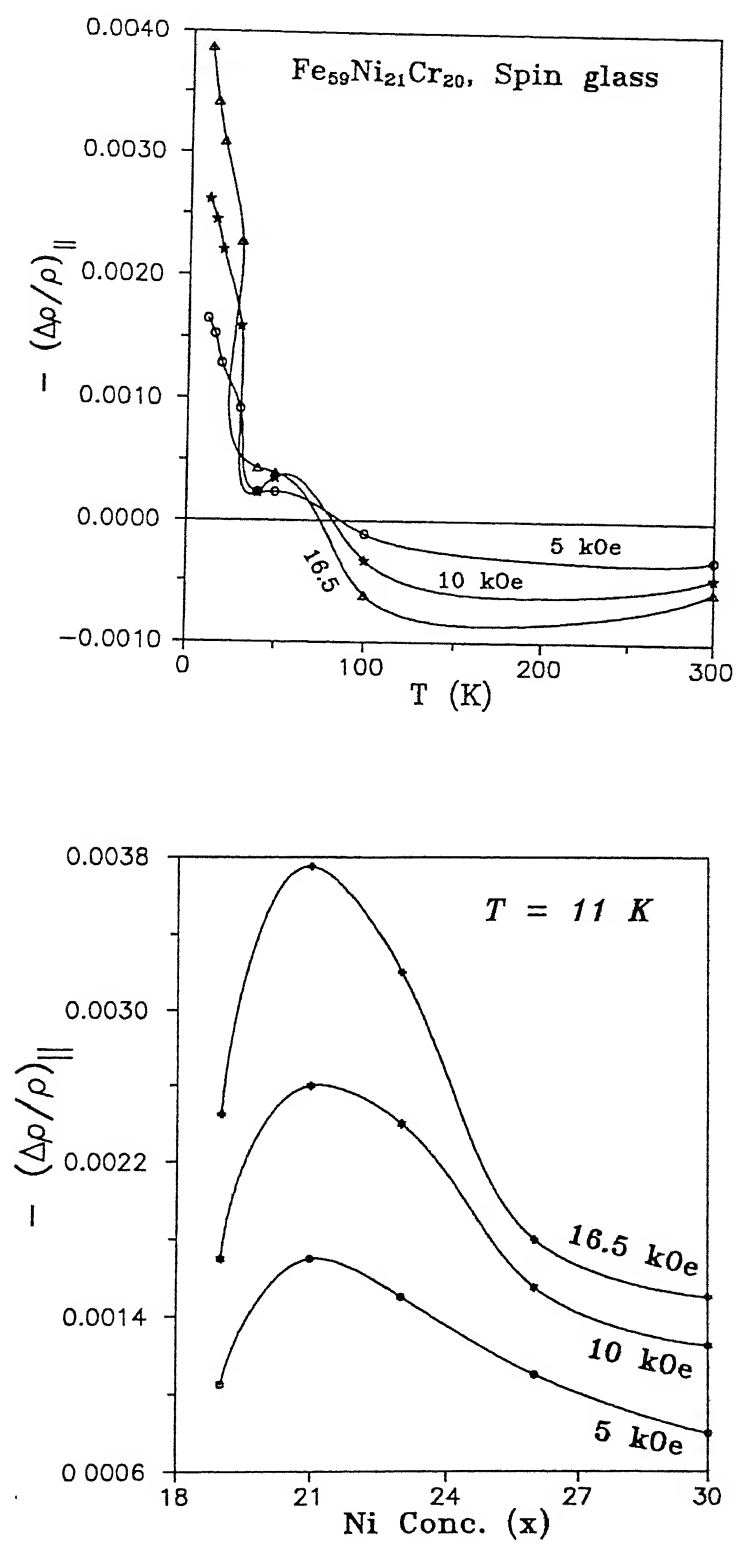 0.0040
Fe₅₉Ni₂₁Cr₂₀, Spin glass
0.0030
0.0020
− (Δρ/ρ)||
0.0010
0.0000
5 kOe
10 kOe
16.5
−0.0010
0 100 200 300
T (K)
0.0038
T = 11 K
0.0030
− (Δρ/ρ)||
0.0022
16.5 kOe
0.0014
10 kOe
5 kOe
0 0006
18 21 24 27 30
Ni Conc. (x)